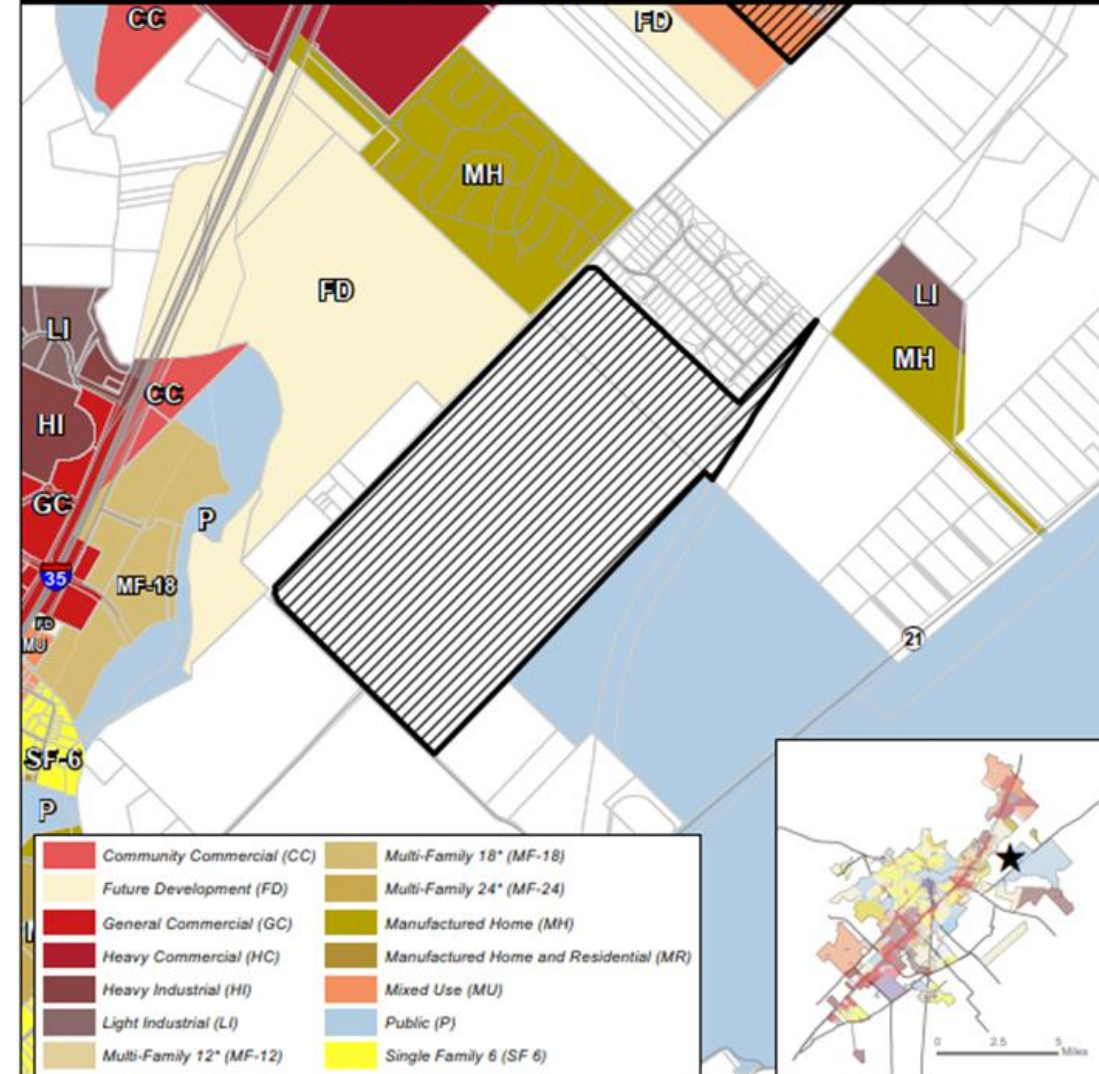 CC
FD
MH
FD
LI
LI
MH
CC
HI
GC
P
35
MF-18
FD
MU
21
SF-6
P
Community Commercial (CC)
Future Development (FD)
General Commercial (GC)
Heavy Commercial (HC)
Heavy Industrial (HI)
Light Industrial (LI)
Multi-Family 12* (MF-12)
Multi-Family 18* (MF-18)
Multi-Family 24* (MF-24)
Manufactured Home (MH)
Manufactured Home and Residential (MR)
Mixed Use (MU)
Public (P)
Single Family 6 (SF 6)
0 2.5 5
Miles